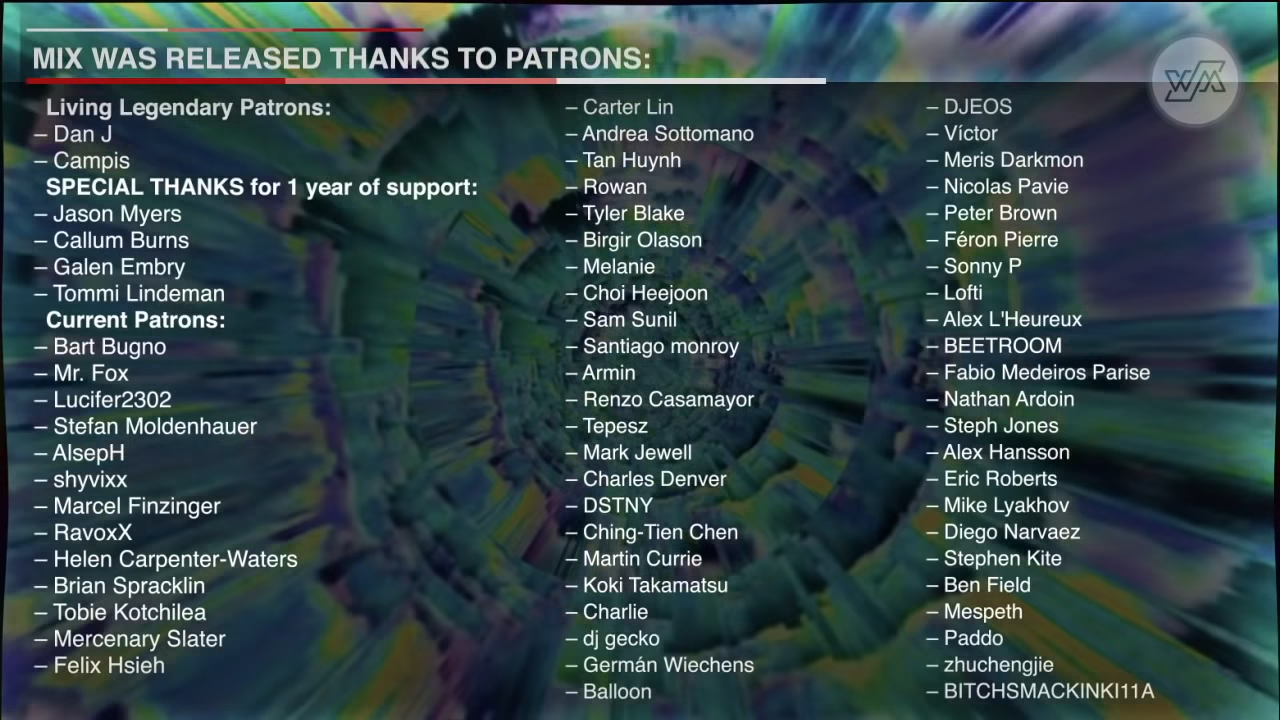 MIX WAS RELEASED THANKS TO PATRONS:
WM
Living Legendary Patrons:
– Dan J
– Campis
SPECIAL THANKS for 1 year of support:
– Jason Myers
– Callum Burns
– Galen Embry
– Tommi Lindeman
Current Patrons:
– Bart Bugno
– Mr. Fox
– Lucifer2302
– Stefan Moldenhauer
– AlsepH
– shyvixx
– Marcel Finzinger
– RavoxX
– Helen Carpenter-Waters
– Brian Spracklin
– Tobie Kotchilea
– Mercenary Slater
– Felix Hsieh
– Carter Lin
– Andrea Sottomano
– Tan Huynh
– Rowan
– Tyler Blake
– Birgir Olason
– Melanie
– Choi Heejoon
– Sam Sunil
– Santiago monroy
– Armin
– Renzo Casamayor
– Tepesz
– Mark Jewell
– Charles Denver
– DSTNY
– Ching-Tien Chen
– Martin Currie
– Koki Takamatsu
– Charlie
– dj gecko
– Germán Wiechens
– Balloon
– DJEOS
– Víctor
– Meris Darkmon
– Nicolas Pavie
– Peter Brown
– Féron Pierre
– Sonny P
– Lofti
– Alex L'Heureux
– BEETROOM
– Fabio Medeiros Parise
– Nathan Ardoin
– Steph Jones
– Alex Hansson
– Eric Roberts
– Mike Lyakhov
– Diego Narvaez
– Stephen Kite
– Ben Field
– Mespeth
– Paddo
– zhuchengjie
– BITCHSMACKINKI11A